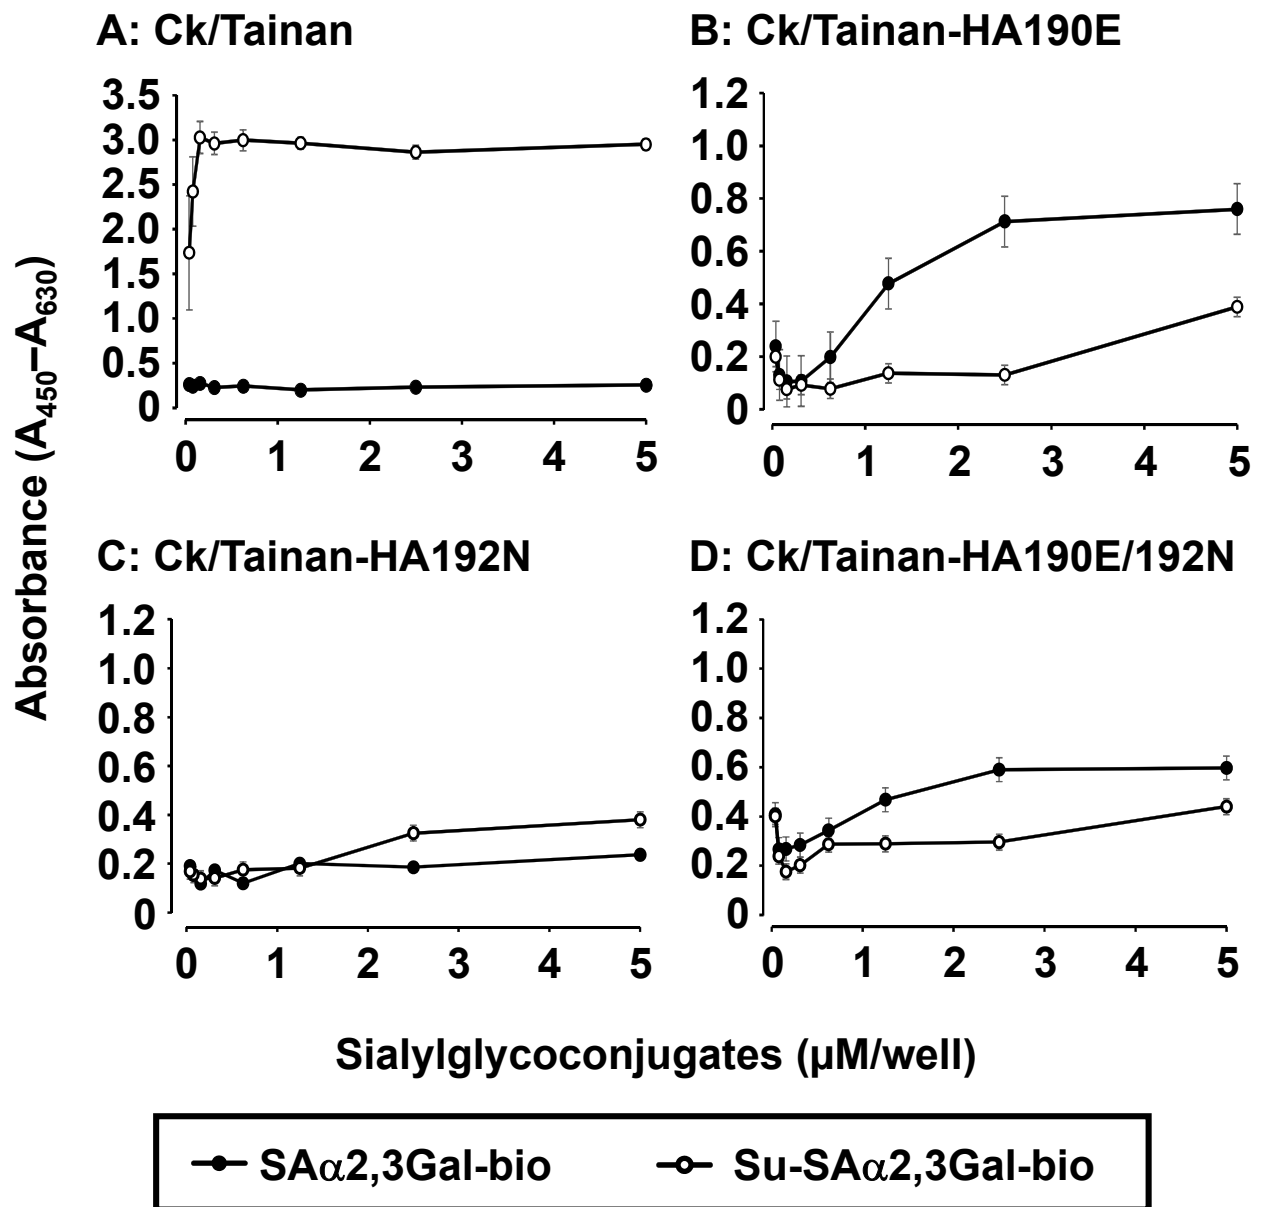 A: Ck/Tainan
B: Ck/Tainan-HA190E
3.5
3.0
2.5
2.0
1.5
1.0
0.5
0
0 1 2 3 4 5
1.2
1.0
0.8
0.6
0.4
0.2
0
0 1 2 3 4 5
Absorbance (A450–A630)
C: Ck/Tainan-HA192N
D: Ck/Tainan-HA190E/192N
1.2
1.0
0.8
0.6
0.4
0.2
0
0 1 2 3 4 5
1.2
1.0
0.8
0.6
0.4
0.2
0
0 1 2 3 4 5
Sialylglycoconjugates (μM/well)
SAα2,3Gal-bio
Su-SAα2,3Gal-bio